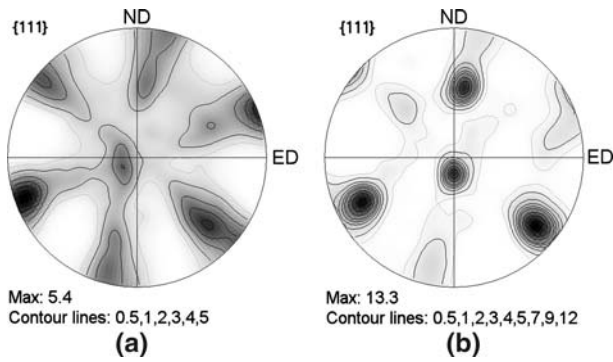 {111}
ND
ED
Max: 5.4
Contour lines: 0.5,1,2,3,4,5
(a)
{111}
ND
ED
Max: 13.3
Contour lines: 0.5,1,2,3,4,5,7,9,12
(b)